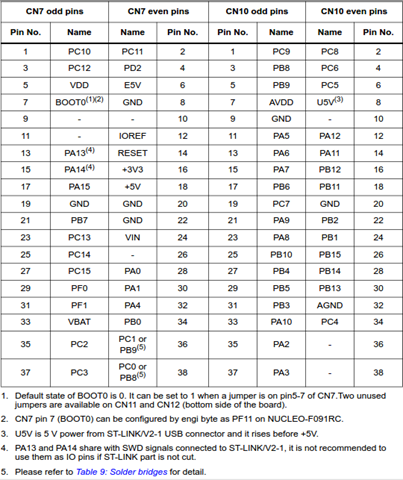 CN7 odd pins CN7 even pins CN10 odd pins CN10 even pins
Pin No. Name Name Pin No. Pin No. Name Name Pin No.
1 PC10 PC11 2 1 PC9 PC8 2
3 PC12 PD2 4 3 PB8 PC6 4
5 VDD E5V 6 5 PB9 PC5 6
7 BOOT0(1)(2) GND 8 7 AVDD U5V(3) 8
9 - - 10 9 GND - 10
11 - IOREF 12 11 PA5 PA12 12
13 PA13(4) RESET 14 13 PA6 PA11 14
15 PA14(4) +3V3 16 15 PA7 PB12 16
17 PA15 +5V 18 17 PB6 PB11 18
19 GND GND 20 19 PC7 GND 20
21 PB7 GND 22 21 PA9 PB2 22
23 PC13 VIN 24 23 PA8 PB1 24
25 PC14 - 26 25 PB10 PB15 26
27 PC15 PA0 28 27 PB4 PB14 28
29 PF0 PA1 30 29 PB5 PB13 30
31 PF1 PA4 32 31 PB3 AGND 32
33 VBAT PB0 34 33 PA10 PC4 34
35 PC2 PC1 or PB9(5) 36 35 PA2 - 36
37 PC3 PC0 or PB8(5) 38 37 PA3 - 38
1. Default state of BOOT0 is 0. It can be set to 1 when a jumper is on pin5-7 of CN7.Two unused
jumpers are available on CN11 and CN12 (bottom side of the board).
2. CN7 pin 7 (BOOT0) can be configured by engi byte as PF11 on NUCLEO-F091RC.
3. U5V is 5 V power from ST-LINK/V2-1 USB connector and it rises before +5V.
4. PA13 and PA14 share with SWD signals connected to ST-LINK/V2-1, it is not recommended to
use them as IO pins if ST-LINK part is not cut.
5. Please refer to Table 9: Solder bridges for detail.